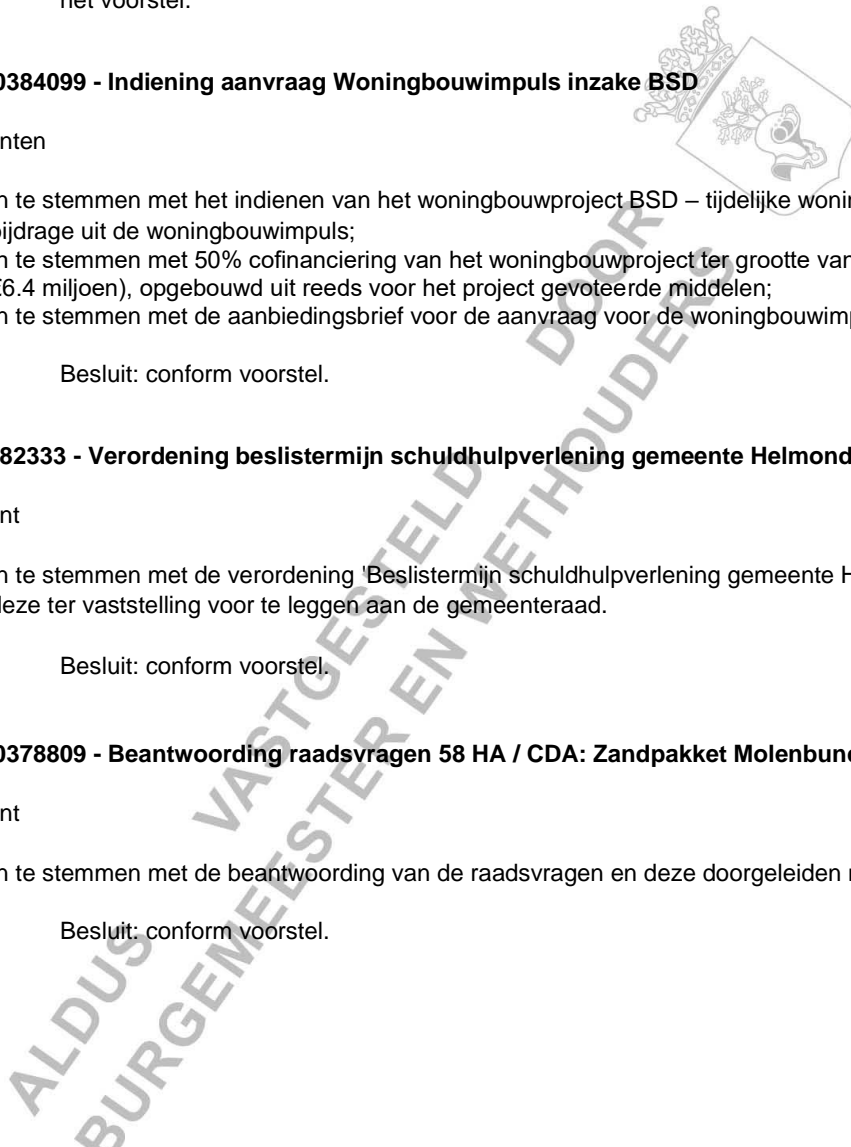 het voorstel.
0384099 - Indiening aanvraag Woningbouwimpuls inzake BSD
nten
n te stemmen met het indienen van het woningbouwproject BSD – tijdelijke wonin
bijdrage uit de woningbouwimpuls;
n te stemmen met 50% cofinanciering van het woningbouwproject ter grootte van
€6.4 miljoen), opgebouwd uit reeds voor het project gevoteerde middelen;
n te stemmen met de aanbiedingsbrief voor de aanvraag voor de woningbouwimp
Besluit: conform voorstel.
82333 - Verordening beslistermijn schuldhulpverlening gemeente Helmond
nt
n te stemmen met de verordening 'Beslistermijn schuldhulpverlening gemeente H
deze ter vaststelling voor te leggen aan de gemeenteraad.
Besluit: conform voorstel.
0378809 - Beantwoording raadsvragen 58 HA / CDA: Zandpakket Molenbund
nt
n te stemmen met de beantwoording van de raadsvragen en deze doorgeleiden n
Besluit: conform voorstel.
ALDUS VASTGESTELD DOOR
BURGEMEESTER EN WETHOUDERS